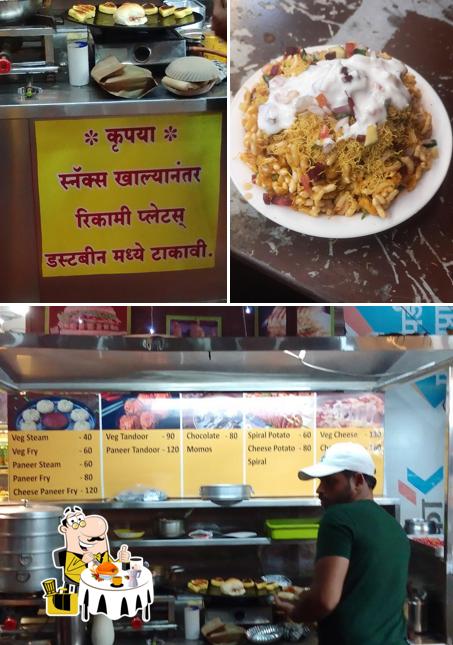 * कृपया *
स्नॅक्स खाल्यानंतर
रिकामी प्लेटस्
डस्टबीन मध्ये टाकावी.
Veg Steam - 40
Veg Fry - 60
Paneer Steam - 60
Paneer Fry - 80
Cheese Paneer Fry - 120
Veg Tandoor - 90
Paneer Tandoor - 120
Chocolate - 80
Momos
Spiral Potato - 60
Cheese Potato - 80
Spiral
Veg Cheese